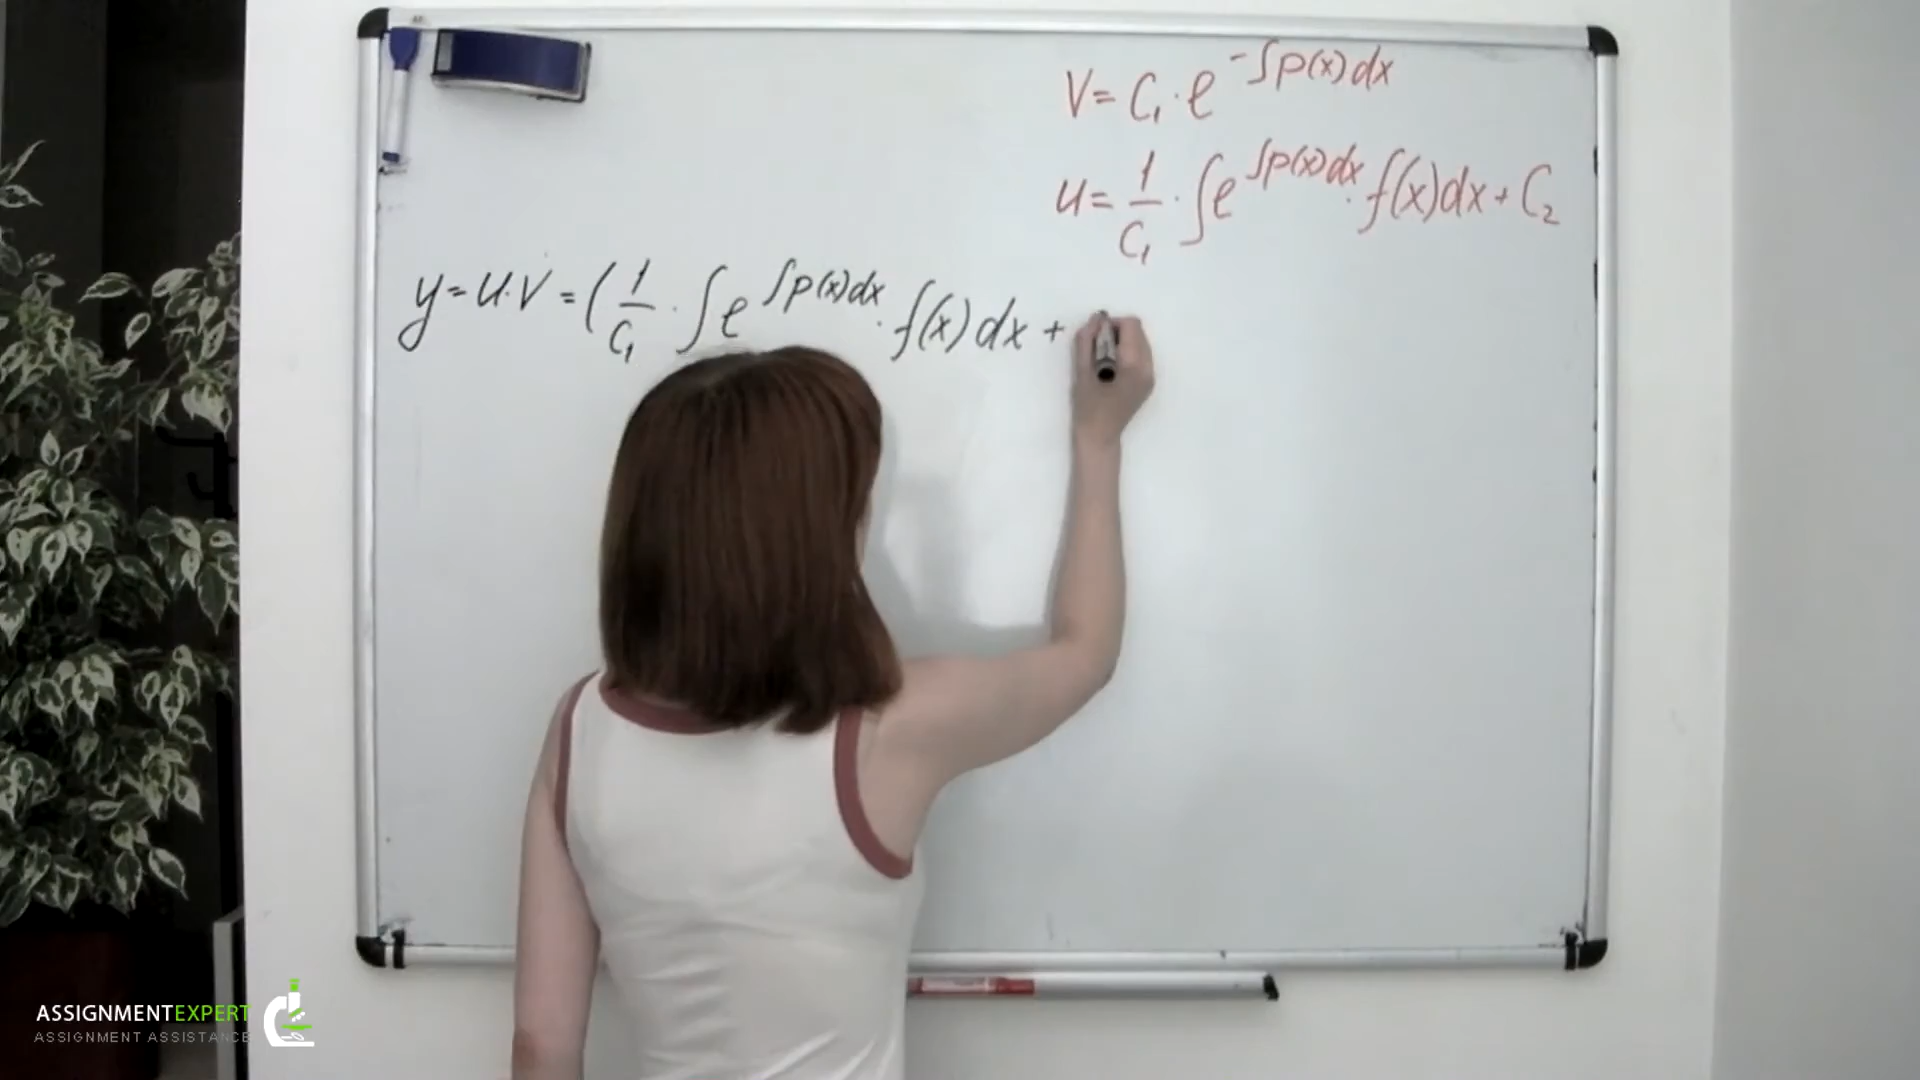 V = C₁ · e^{-∫p(x)dx}
u = 1/C₁ · ∫e^{∫p(x)dx} · f(x)dx + C₂
y = u·v = (1/C₁ · ∫e^{∫p(x)dx} · f(x)dx +
ASSIGNMENTEXPERT
ASSIGNMENT ASSISTANCE